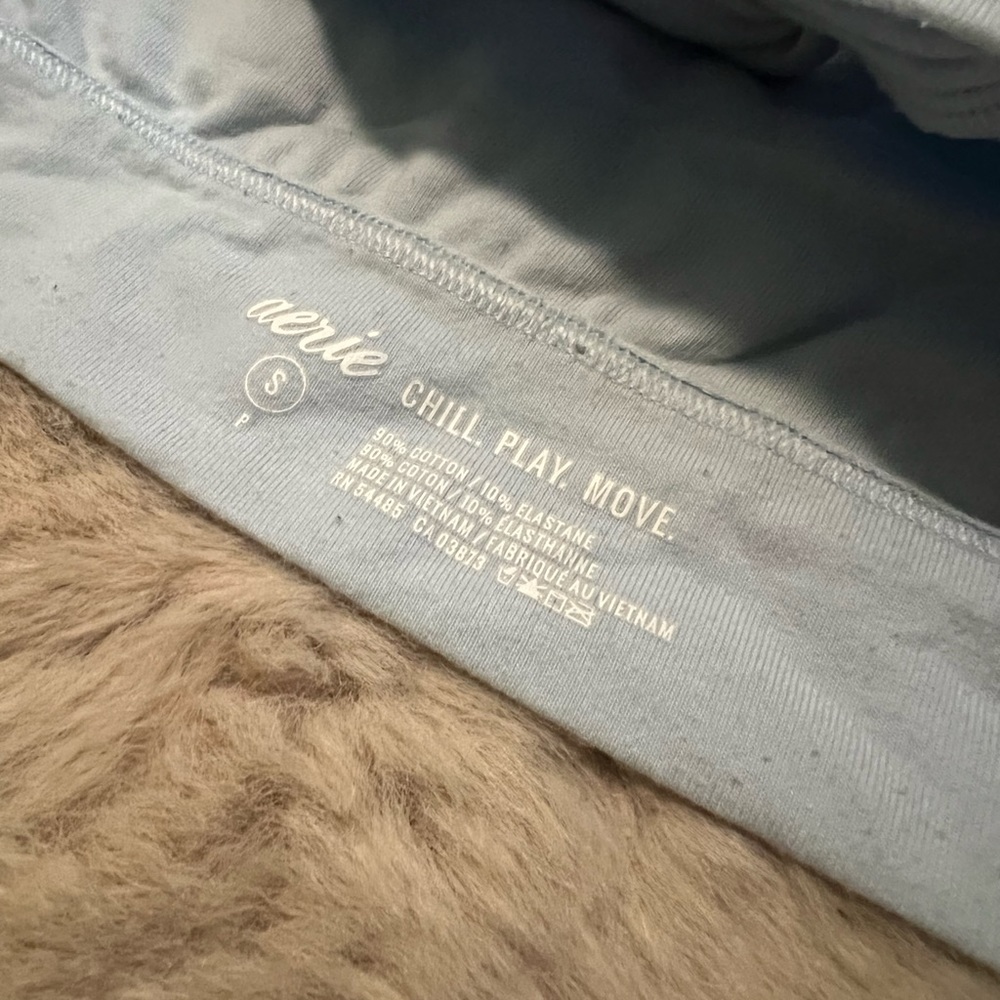 aerie
S
P
CHILL. PLAY. MOVE.
90% COTTON / 10% ELASTANE
90% COTON / 10% ÉLASTHANNE
MADE IN VIETNAM / FABRIQUÉ AU VIETNAM
RN 54485 CA 03873